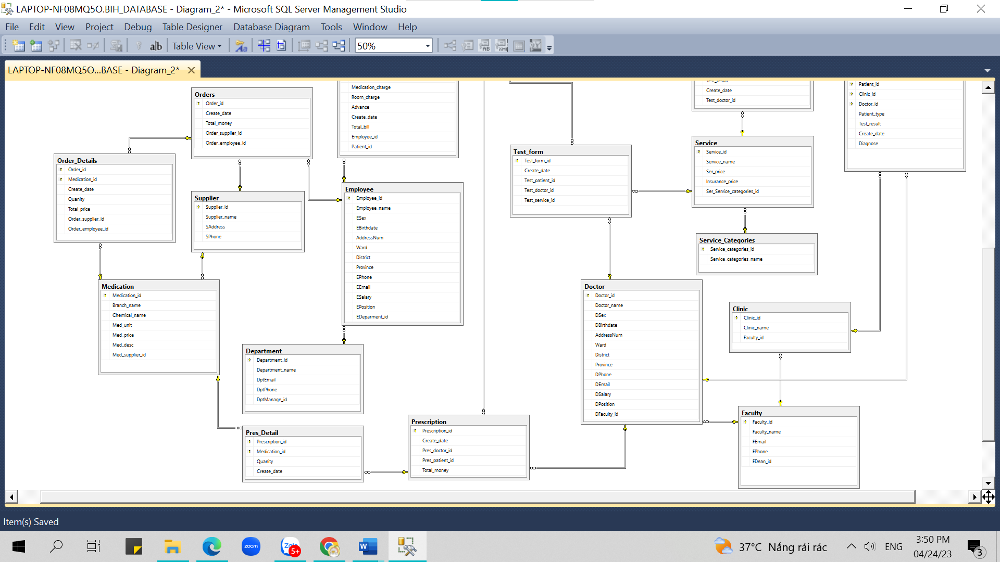 LAPTOP-NF08MQ5O.BIH_DATABASE - Diagram_2* - Microsoft SQL Server Management Studio
File Edit View Project Debug Table Designer Database Diagram Tools Window Help
Table View 50%
LAPTOP-NF08MQ5O...BASE - Diagram_2*
Orders
Order_id
Create_date
Total_money
Order_supplier_id
Order_employee_id
Medication_charge
Room_charge
Advance
Create_date
Total_bill
Employee_id
Patient_id
Test_result
Create_date
Test_doctor_id
Patient_id
Clinic_id
Doctor_id
Patient_type
Test_result
Create_date
Diagnose
Order_Details
Order_id
Medication_id
Create_date
Quanity
Total_price
Order_supplier_id
Order_employee_id
Supplier
Supplier_id
Supplier_name
SAddress
SPhone
Employee
Employee_id
Employee_name
ESex
EBirthdate
AddressNum
Ward
District
Province
EPhone
EEmail
ESalary
EPosition
EDeparment_id
Test_form
Test_form_id
Create_date
Test_patient_id
Test_doctor_id
Test_service_id
Service
Service_id
Service_name
Ser_price
Insurance_price
Ser_Service_categories_id
Service_Categories
Service_categories_id
Service_categories_name
Medication
Medication_id
Branch_name
Chemical_name
Med_unit
Med_price
Med_desc
Med_supplier_id
Department
Department_id
Department_name
DptEmail
DptPhone
DptManage_id
Doctor
Doctor_id
Doctor_name
DSex
DBirthdate
AddressNum
Ward
District
Province
DPhone
DEmail
DSalary
DPosition
DFaculty_id
Clinic
Clinic_id
Clinic_name
Faculty_id
Pres_Detail
Prescription_id
Medication_id
Quanity
Create_date
Prescription
Prescription_id
Create_date
Pres_doctor_id
Pres_patient_id
Total_money
Faculty
Faculty_id
Faculty_name
FEmail
FPhone
FDean_id
Item(s) Saved
zoom
5+
37°C Nắng rải rác
ENG
3:50 PM
04/24/23
3